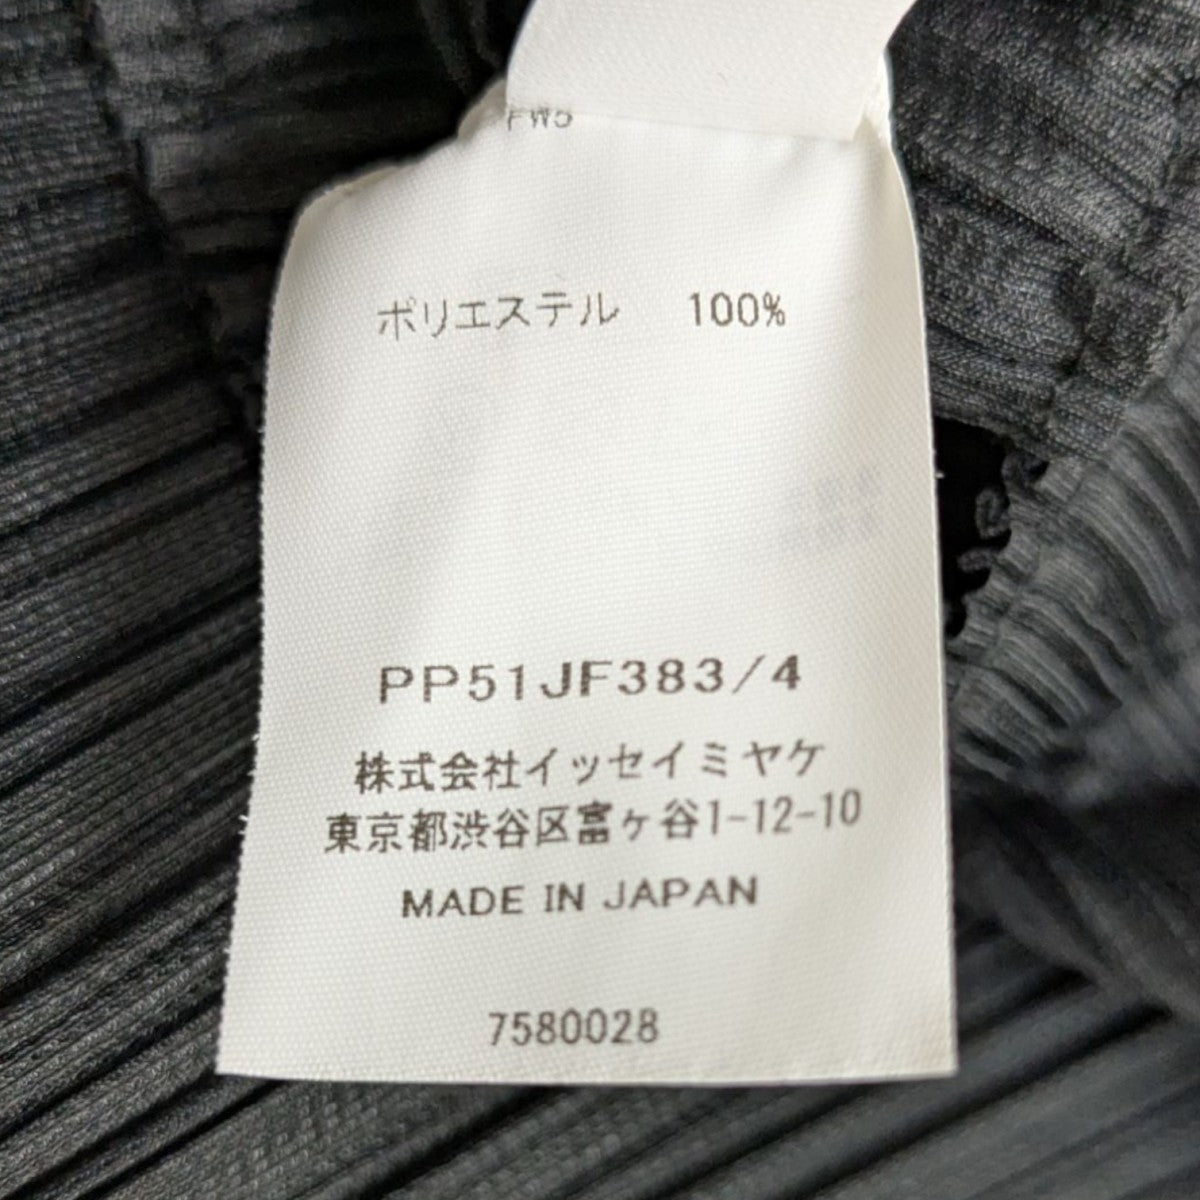 FW5
ポリエステル 100%
PP51JF383/4
株式会社イッセイミヤケ
東京都渋谷区富ヶ谷1-12-10
MADE IN JAPAN
7580028